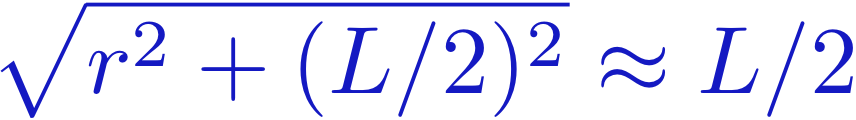 √(r² + (L/2)²) ≈ L/2